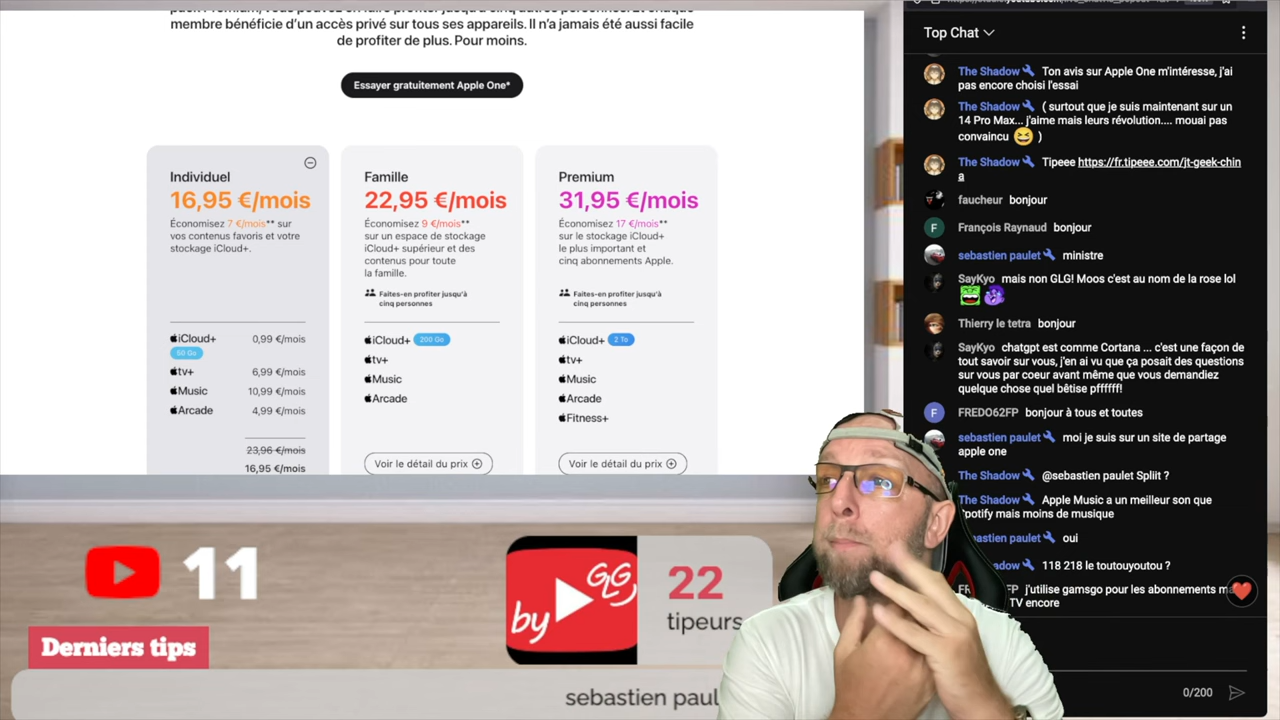 membre bénéficie d'un accès privé sur tous ses appareils. Il n'a jamais été aussi facile
de profiter de plus. Pour moins.
Essayer gratuitement Apple One*
Individuel
16,95 €/mois
Économisez 7 €/mois** sur
vos contenus favoris et votre
stockage iCloud+.
iCloud+ 0,99 €/mois
50 Go
tv+ 6,99 €/mois
Music 10,99 €/mois
Arcade 4,99 €/mois
23,96 €/mois
16,95 €/mois
Famille
22,95 €/mois
Économisez 9 €/mois**
sur un espace de stockage
iCloud+ supérieur et des
contenus pour toute
la famille.
Faites-en profiter jusqu'à
cinq personnes
iCloud+ 200 Go
tv+
Music
Arcade
Voir le détail du prix
Premium
31,95 €/mois
Économisez 17 €/mois**
sur le stockage iCloud+
le plus important et
cinq abonnements Apple.
Faites-en profiter jusqu'à
cinq personnes
iCloud+ 2 To
tv+
Music
Arcade
Fitness+
Voir le détail du prix
11
by GLG
22
tipeurs
Derniers tips
sebastien paul
Top Chat
The Shadow Ton avis sur Apple One m'intéresse, j'ai
pas encore choisi l'essai
The Shadow ( surtout que je suis maintenant sur un
14 Pro Max... j'aime mais leurs révolution.... mouai pas
convaincu )
The Shadow Tipeee https://fr.tipeee.com/jt-geek-chin
a
faucheur bonjour
F François Raynaud bonjour
sebastien paulet ministre
SayKyo mais non GLG! Moos c'est au nom de la rose lol
Thierry le tetra bonjour
SayKyo chatgpt est comme Cortana ... c'est une façon de
tout savoir sur vous, j'en ai vu que ça posait des questions
sur vous par coeur avant même que vous demandiez
quelque chose quel bêtise pffffff!
F FREDO62FP bonjour à tous et toutes
sebastien paulet moi je suis sur un site de partage
apple one
The Shadow @sebastien paulet Spliit ?
The Shadow Apple Music a un meilleur son que
potify mais moins de musique
bastien paulet oui
adow 118 218 le toutouyoutou ?
FP j'utilise gamsgo pour les abonnements ma
TV encore
0/200